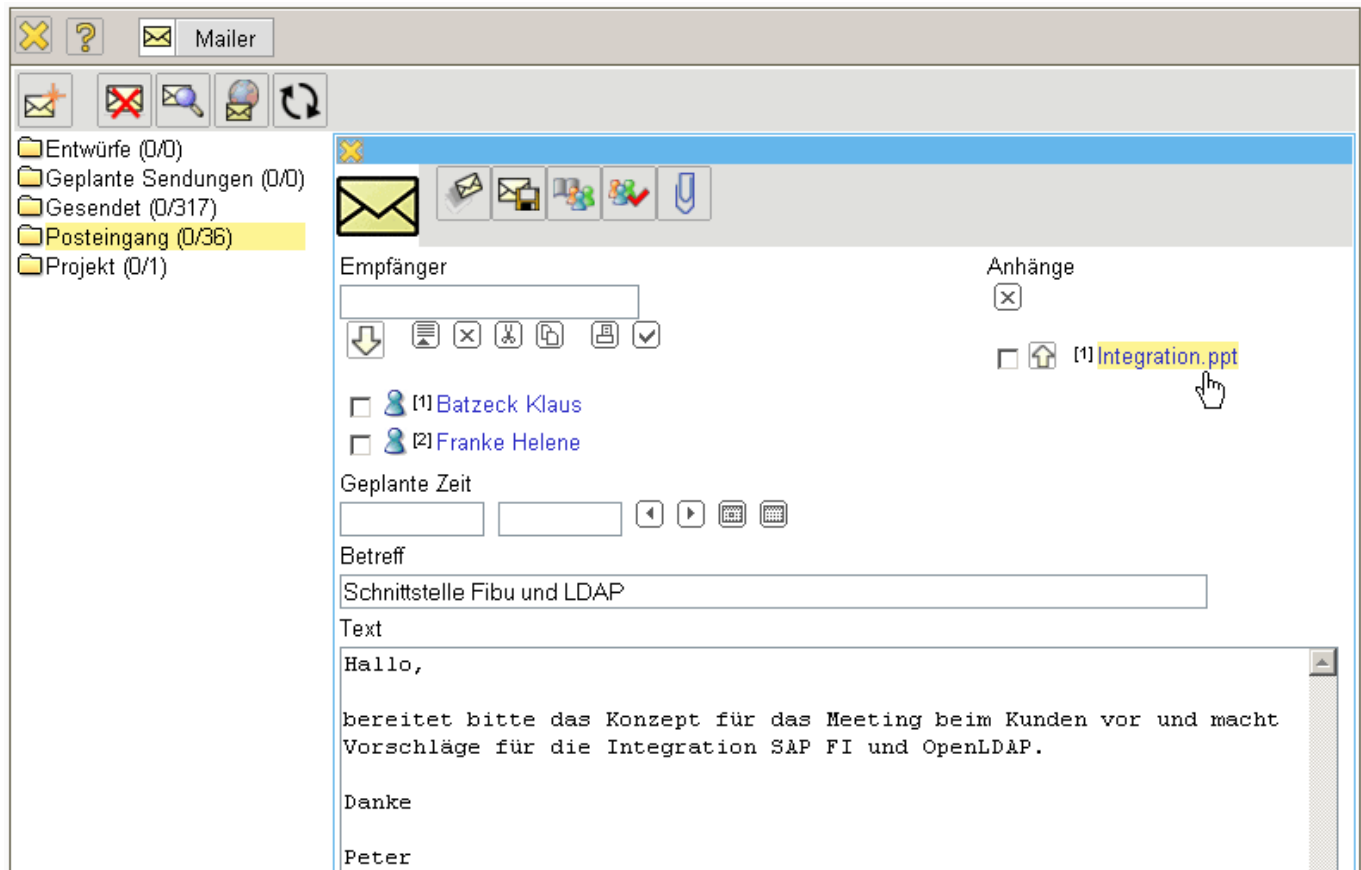 Mailer
Entwürfe (0/0)
Geplante Sendungen (0/0)
Gesendet (0/317)
Posteingang (0/36)
Projekt (0/1)
Empfänger
Anhänge
[1] Integration.ppt
[1] Batzeck Klaus
[2] Franke Helene
Geplante Zeit
Betreff
Schnittstelle Fibu und LDAP
Text
Hallo,
bereitet bitte das Konzept für das Meeting beim Kunden vor und macht
Vorschläge für die Integration SAP FI und OpenLDAP.
Danke
Peter